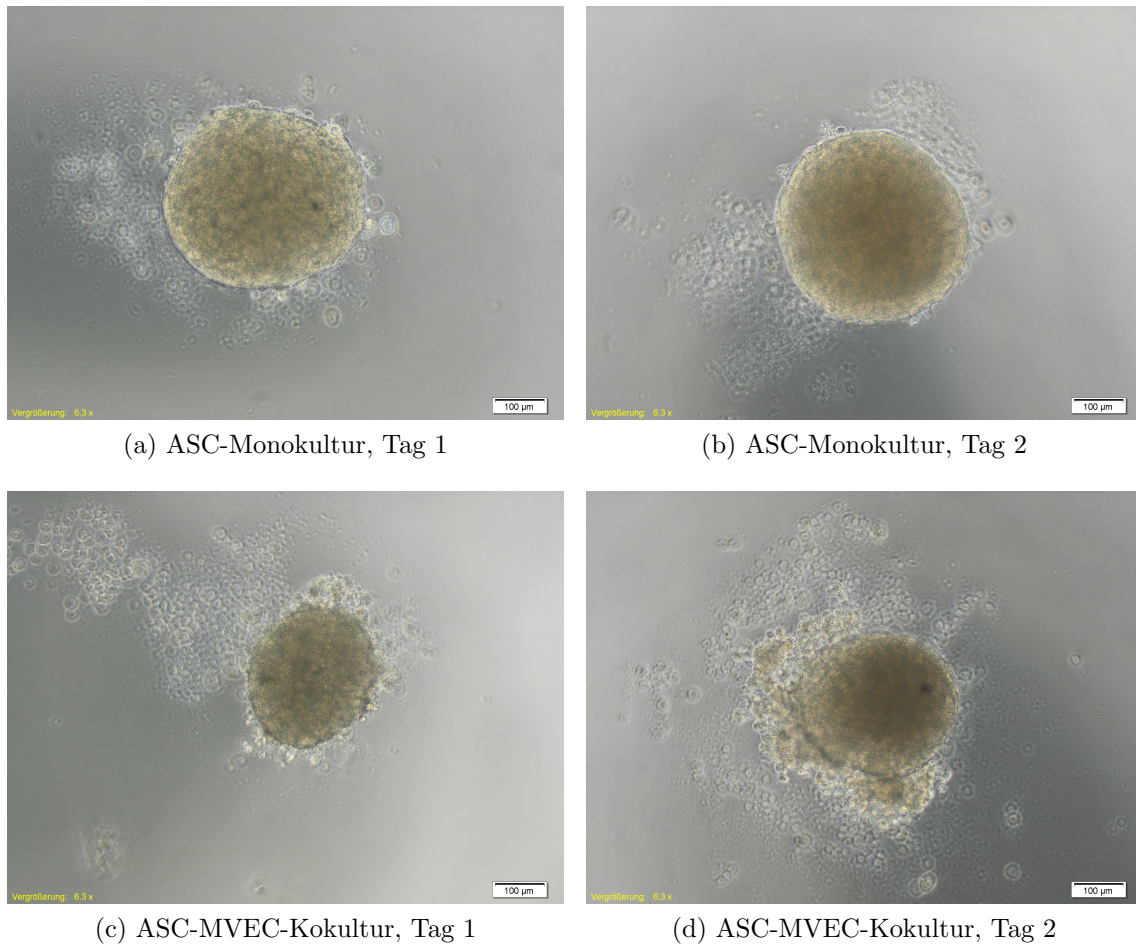 Vergrößerung: 6,3 x
100 µm
Vergrößerung: 6,3 x
100 µm
(a) ASC-Monokultur, Tag 1
(b) ASC-Monokultur, Tag 2
Vergrößerung: 6,3 x
100 µm
Vergrößerung: 6,3 x
100 µm
(c) ASC-MVEC-Kokultur, Tag 1
(d) ASC-MVEC-Kokultur, Tag 2